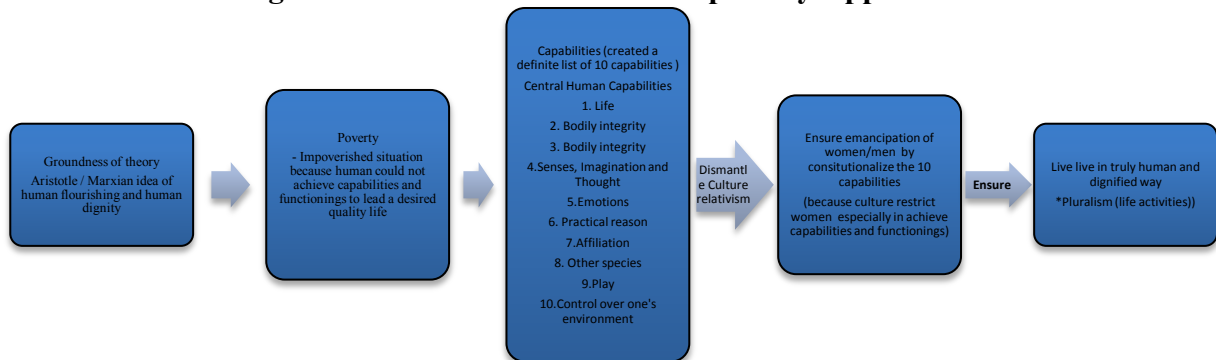 Groundness of theory
Aristotle / Marxian idea of
human flourishing and human
dignity
Poverty
- Impoverished situation
because human could not
achieve capabilities and
functionings to lead a desired
quality life
Capabilities (created a
definite list of 10 capabilities )
Central Human Capabilities
1. Life
2. Bodily integrity
3. Bodily integrity
4.Senses, Imagination and
Thought
5.Emotions
6. Practical reason
7.Affiliation
8. Other species
9.Play
10.Control over one's
environment
Dismantl
e Culture
relativism
Ensure emancipation of
women/men by
consitutionalize the 10
capabilities
(because culture restrict
women especially in achieve
capabilities and functionings)
Ensure
Live live in truly human and
dignified way
*Pluralism (life activities))